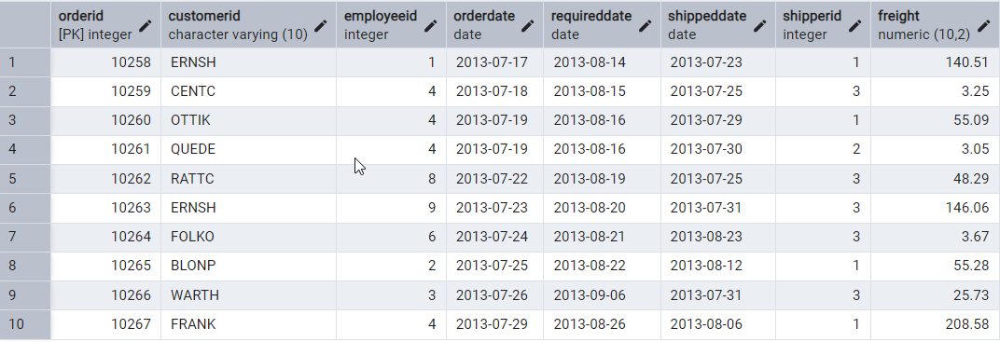 orderid customerid employeeid orderdate requireddate shippeddate shipperid freight
[PK] integer character varying (10) integer date date date integer numeric (10,2)
1 10258 ERNSH 1 2013-07-17 2013-08-14 2013-07-23 1 140.51
2 10259 CENTC 4 2013-07-18 2013-08-15 2013-07-25 3 3.25
3 10260 OTTIK 4 2013-07-19 2013-08-16 2013-07-29 1 55.09
4 10261 QUEDE 4 2013-07-19 2013-08-16 2013-07-30 2 3.05
5 10262 RATTC 8 2013-07-22 2013-08-19 2013-07-25 3 48.29
6 10263 ERNSH 9 2013-07-23 2013-08-20 2013-07-31 3 146.06
7 10264 FOLKO 6 2013-07-24 2013-08-21 2013-08-23 3 3.67
8 10265 BLONP 2 2013-07-25 2013-08-22 2013-08-12 1 55.28
9 10266 WARTH 3 2013-07-26 2013-09-06 2013-07-31 3 25.73
10 10267 FRANK 4 2013-07-29 2013-08-26 2013-08-06 1 208.58